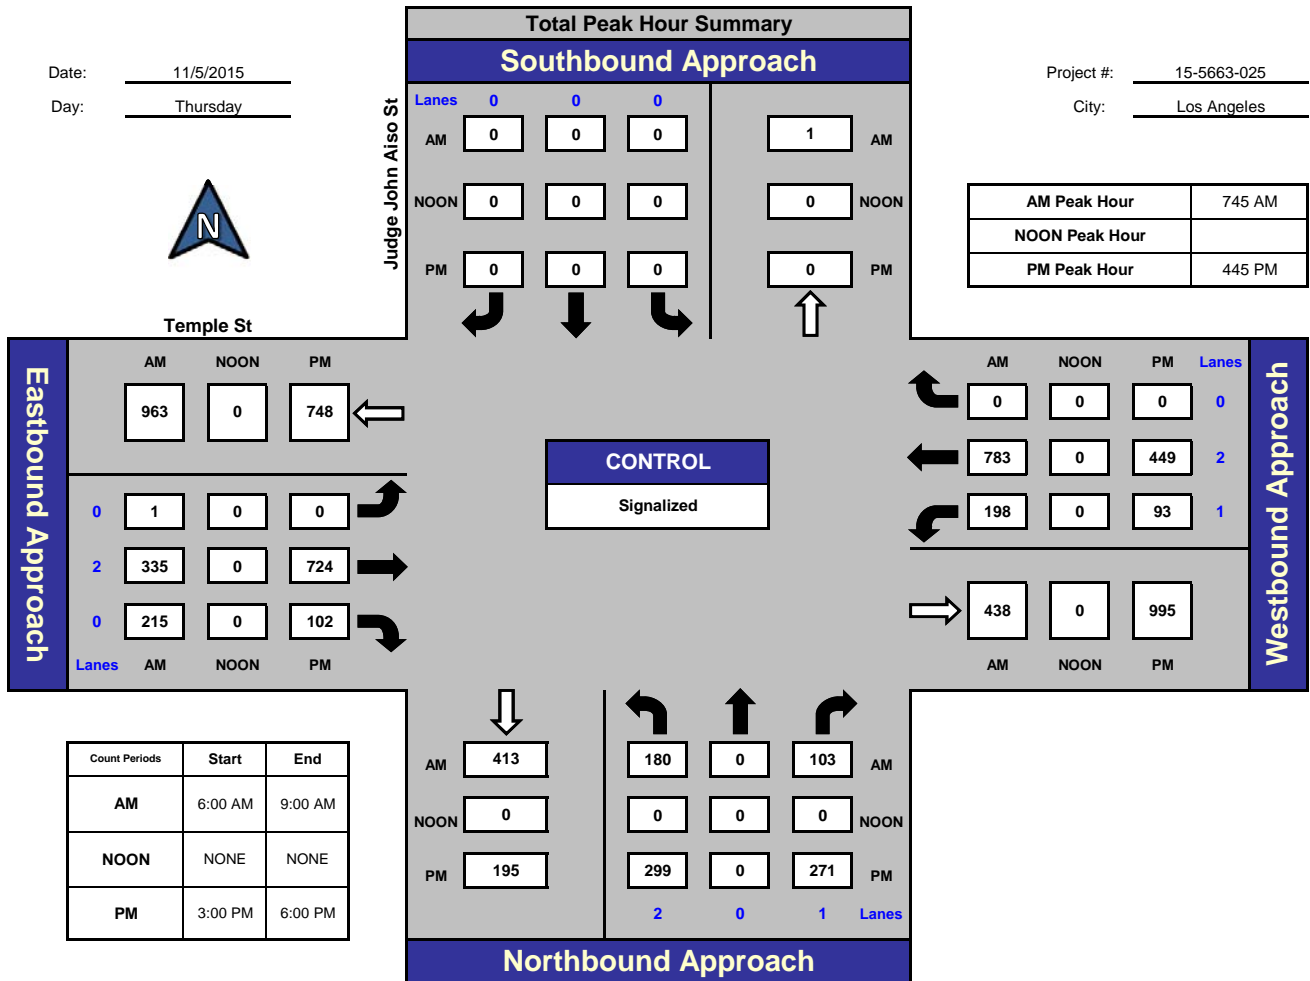 Total Peak Hour Summary
Southbound Approach
Date: 11/5/2015
Day: Thursday
Project #: 15-5663-025
City: Los Angeles
N
Judge John Aiso St
Lanes 0 0 0
AM 0 0 0 1 AM
NOON 0 0 0 0 NOON
PM 0 0 0 0 PM
AM Peak Hour 745 AM
NOON Peak Hour
PM Peak Hour 445 PM
Temple St
Eastbound Approach
AM NOON PM
963 0 748
0 1 0 0
2 335 0 724
0 215 0 102
Lanes AM NOON PM
CONTROL
Signalized
AM NOON PM Lanes
0 0 0 0
783 0 449 2
198 0 93 1
438 0 995
AM NOON PM
Westbound Approach
Count Periods Start End
AM 6:00 AM 9:00 AM
NOON NONE NONE
PM 3:00 PM 6:00 PM
AM 413 180 0 103 AM
NOON 0 0 0 0 NOON
PM 195 299 0 271 PM
2 0 1 Lanes
Northbound Approach